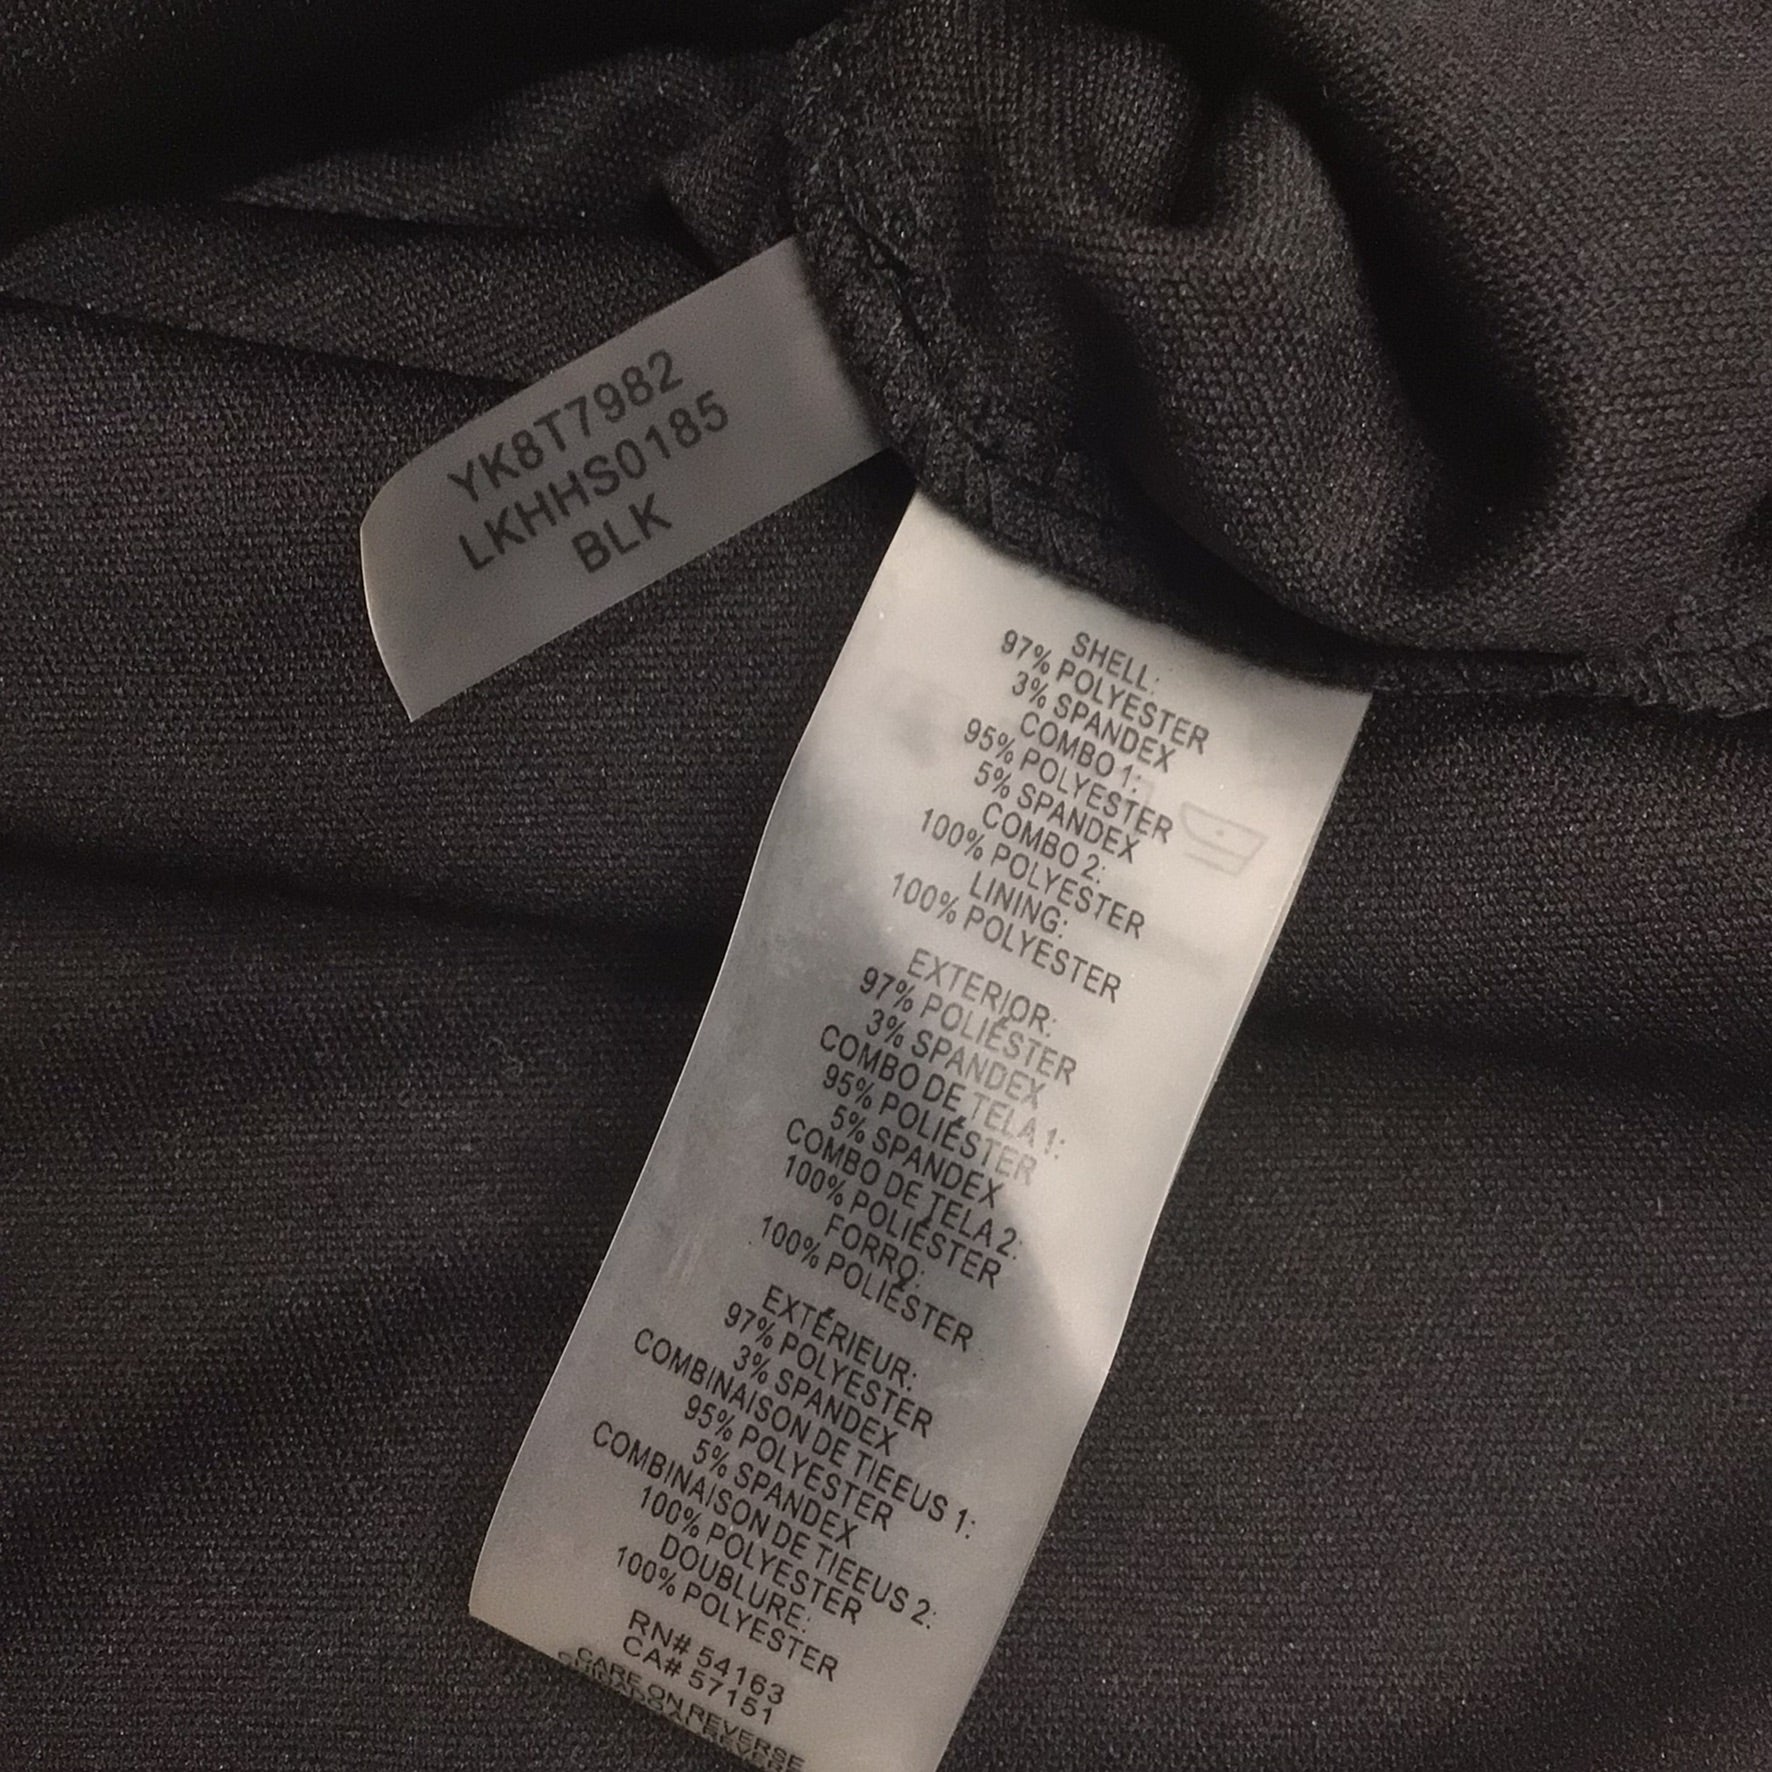 YK8T7982
LKHHS0185
BLK
SHELL:
97% POLYESTER
3% SPANDEX
COMBO 1:
95% POLYESTER
5% SPANDEX
COMBO 2:
100% POLYESTER
LINING:
100% POLYESTER
EXTERIOR:
97% POLIÉSTER
3% SPANDEX
COMBO DE TELA 1:
95% POLIÉSTER
5% SPANDEX
COMBO DE TELA 2:
100% POLIÉSTER
FORRO:
100% POLIÉSTER
EXTÉRIEUR:
97% POLYESTER
3% SPANDEX
COMBINAISON DE TIEEUS 1:
95% POLYESTER
5% SPANDEX
COMBINAISON DE TIEEUS 2:
100% POLYESTER
DOUBLURE:
100% POLYESTER
RN# 54163
CA# 57151
CARE ON REVERSE